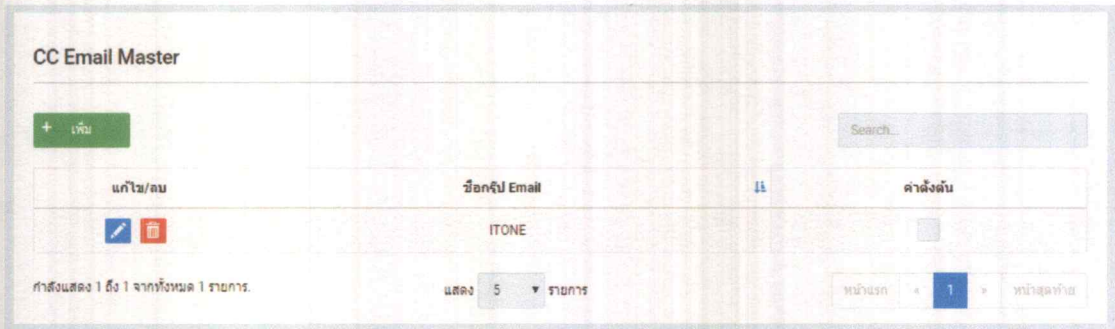 CC Email Master
+ เพิ่ม
Search...
แก้ไข/ลบ ชื่อกรุ๊ป Email ค่าตั้งต้น
ITONE
กำลังแสดง 1 ถึง 1 จากทั้งหมด 1 รายการ.
แสดง 5 รายการ
หน้าแรก « 1 » หน้าสุดท้าย